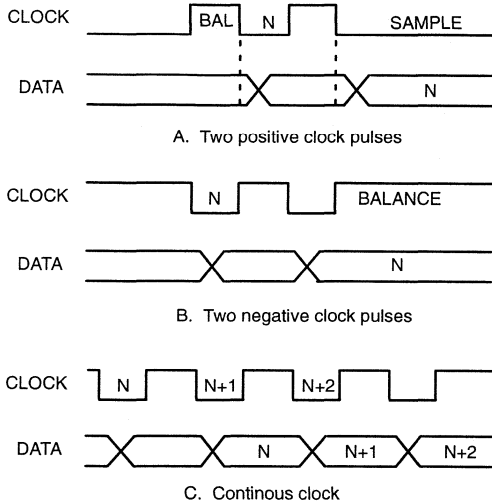 CLOCK BAL N SAMPLE
DATA N
A. Two positive clock pulses
CLOCK N BALANCE
DATA N
B. Two negative clock pulses
CLOCK N N+1 N+2
DATA N N+1 N+2
C. Continous clock